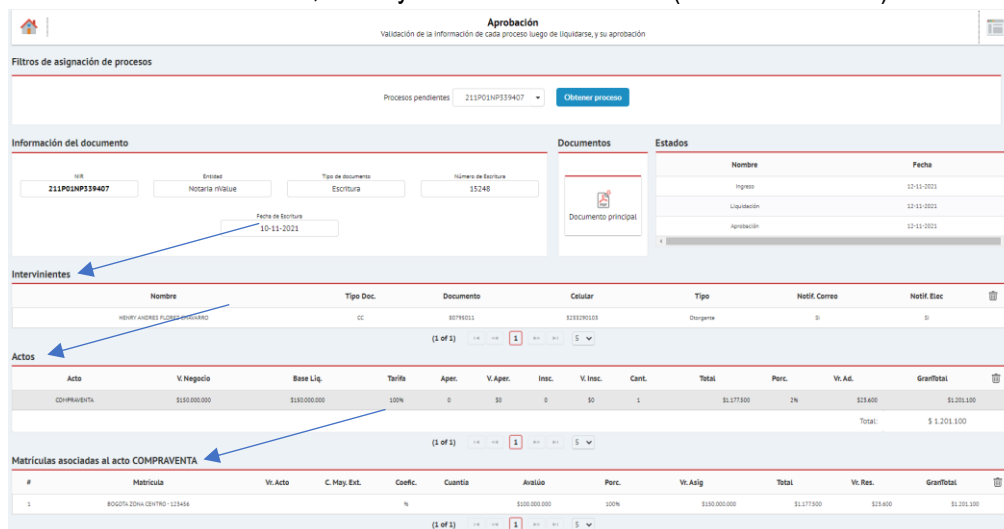 Aprobación
Validación de la información de cada proceso luego de liquidarse, y su aprobación
Filtros de asignación de procesos
Procesos pendientes 211P01NP339407 Obtener proceso
Información del documento
NIR Entidad Tipo de documento Número de Escritura
211P01NP339407 Notaria nValue Escritura 15248
Fecha de Escritura
10-11-2021
Documentos
Documento principal
Estados
Nombre Fecha
Ingreso 12-11-2021
Liquidación 12-11-2021
Aprobación 12-11-2021
Intervinientes
Nombre Tipo Doc. Documento Celular Tipo Notif. Correo Notif. Elec
HENRY ANDRES FLOREZ CC Otorgante Si Si
(1 of 1) 1 5
Actos
Acto V. Negocio Base Liq. Tarifa Aper. V. Aper. Insc. V. Insc. Cant. Total Porc. Vr. Ad. GranTotal
COMPRAVENTA $150.000.000 $150.000.000 100% 0 $0 0 $0 1 $1.177.500 2% $23.600 $1.201.100
Total: $ 1.201.100
(1 of 1) 1 5
Matrículas asociadas al acto COMPRAVENTA
# Matrícula Vr. Acto C. May. Ext. Coefic. Cuantía Avalúo Porc. Vr. Asig Total Vr. Res. GranTotal
1 BOGOTA ZONA CENTRO - 123456 % $100.000.000 100% $150.000.000 $1.177.500 $23.600 $1.201.100
(1 of 1) 1 5